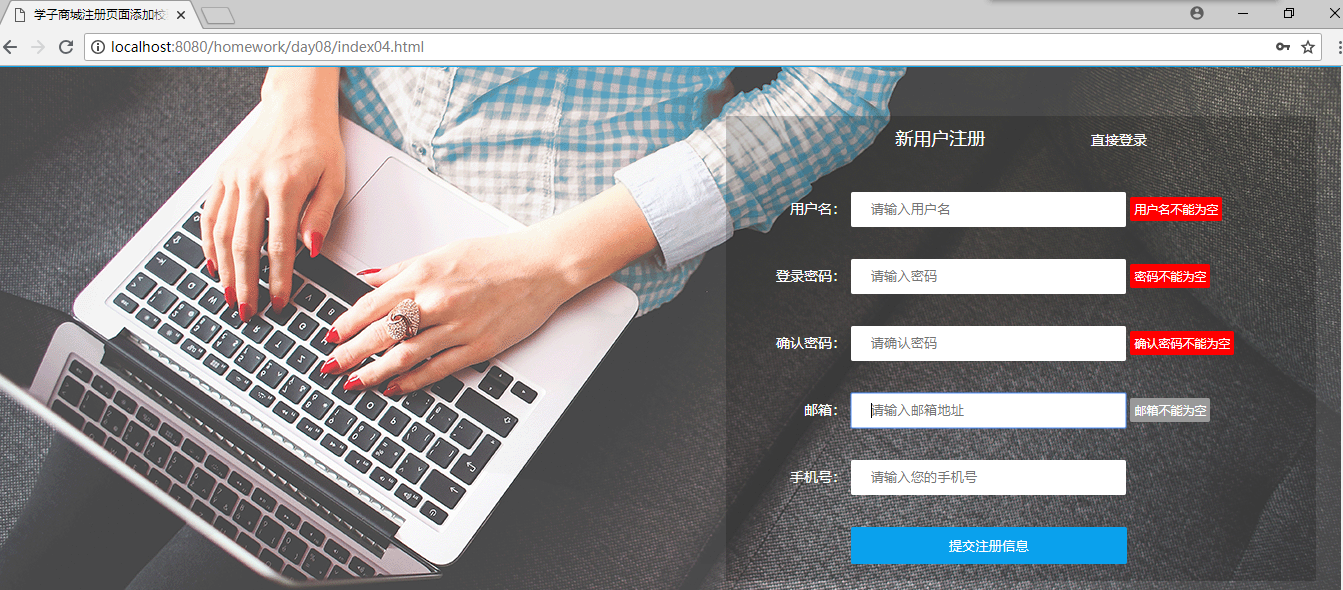 学子商城注册页面添加校
localhost:8080/homework/day08/index04.html
新用户注册 直接登录
用户名： 请输入用户名 用户名不能为空
登录密码： 请输入密码 密码不能为空
确认密码： 请确认密码 确认密码不能为空
邮箱： 请输入邮箱地址 邮箱不能为空
手机号： 请输入您的手机号
提交注册信息